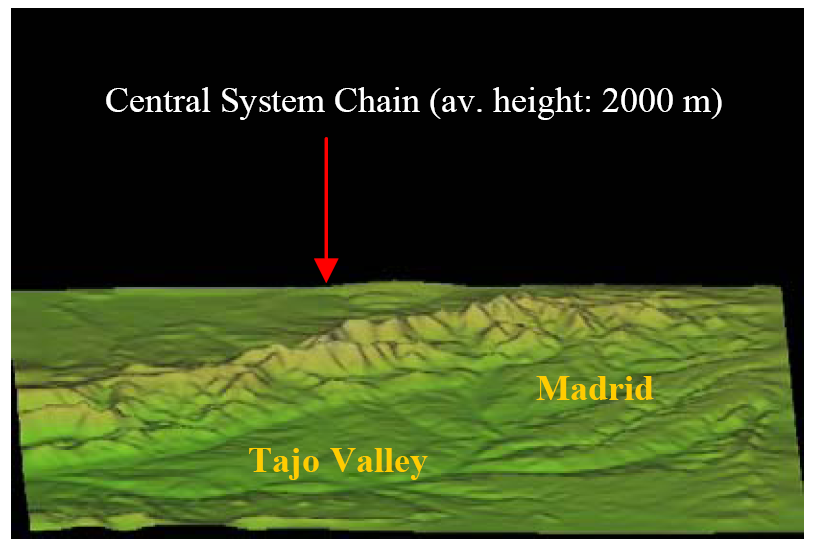 Central System Chain (av. height: 2000 m)
Madrid
Tajo Valley